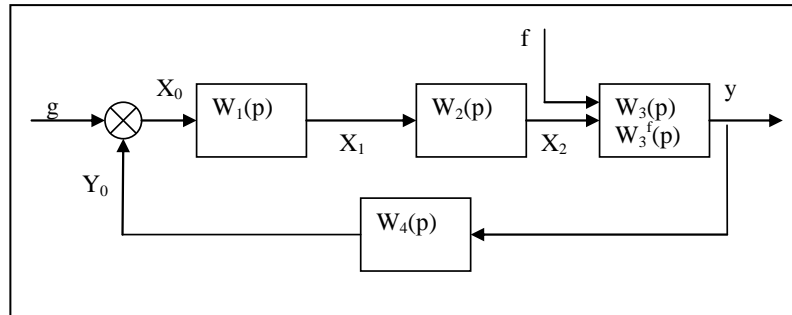 f
g
X₀
W₁(p)
X₁
W₂(p)
X₂
W₃(p)
W₃ᶠ(p)
y
Y₀
W₄(p)